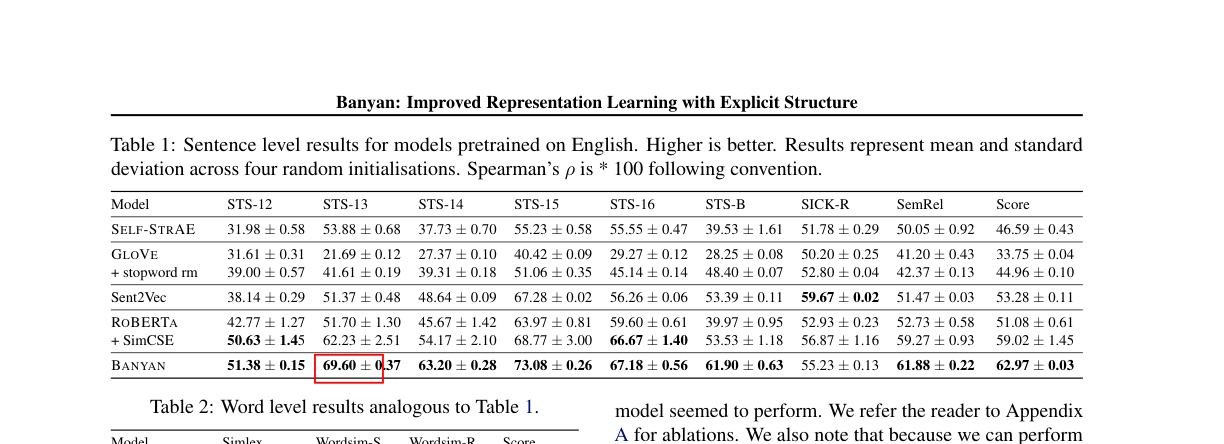 Banyan: Improved Representation Learning with Explicit Structure
Table 1: Sentence level results for models pretrained on English. Higher is better. Results represent mean and standard
deviation across four random initialisations. Spearman's ρ is * 100 following convention.
Model STS-12 STS-13 STS-14 STS-15 STS-16 STS-B SICK-R SemRel Score
SELF-STRAE 31.98 ± 0.58 53.88 ± 0.68 37.73 ± 0.70 55.23 ± 0.58 55.55 ± 0.47 39.53 ± 1.61 51.78 ± 0.29 50.05 ± 0.92 46.59 ± 0.43
GLOVE 31.61 ± 0.31 21.69 ± 0.12 27.37 ± 0.10 40.42 ± 0.09 29.27 ± 0.12 28.25 ± 0.08 50.20 ± 0.25 41.20 ± 0.43 33.75 ± 0.04
+ stopword rm 39.00 ± 0.57 41.61 ± 0.19 39.31 ± 0.18 51.06 ± 0.35 45.14 ± 0.14 48.40 ± 0.07 52.80 ± 0.04 42.37 ± 0.13 44.96 ± 0.10
Sent2Vec 38.14 ± 0.29 51.37 ± 0.48 48.64 ± 0.09 67.28 ± 0.02 56.26 ± 0.06 53.39 ± 0.11 59.67 ± 0.02 51.47 ± 0.03 53.28 ± 0.11
ROBERTA 42.77 ± 1.27 51.70 ± 1.30 45.67 ± 1.42 63.97 ± 0.81 59.60 ± 0.61 39.97 ± 0.95 52.93 ± 0.23 52.73 ± 0.58 51.08 ± 0.61
+ SimCSE 50.63 ± 1.45 62.23 ± 2.51 54.17 ± 2.10 68.77 ± 3.00 66.67 ± 1.40 53.53 ± 1.18 56.87 ± 1.16 59.27 ± 0.93 59.02 ± 1.45
BANYAN 51.38 ± 0.15 69.60 ± 0.37 63.20 ± 0.28 73.08 ± 0.26 67.18 ± 0.56 61.90 ± 0.63 55.23 ± 0.13 61.88 ± 0.22 62.97 ± 0.03
Table 2: Word level results analogous to Table 1.
Model Simlex Wordsim-S Wordsim-R Score
model seemed to perform. We refer the reader to Appendix
A for ablations. We also note that because we can perform